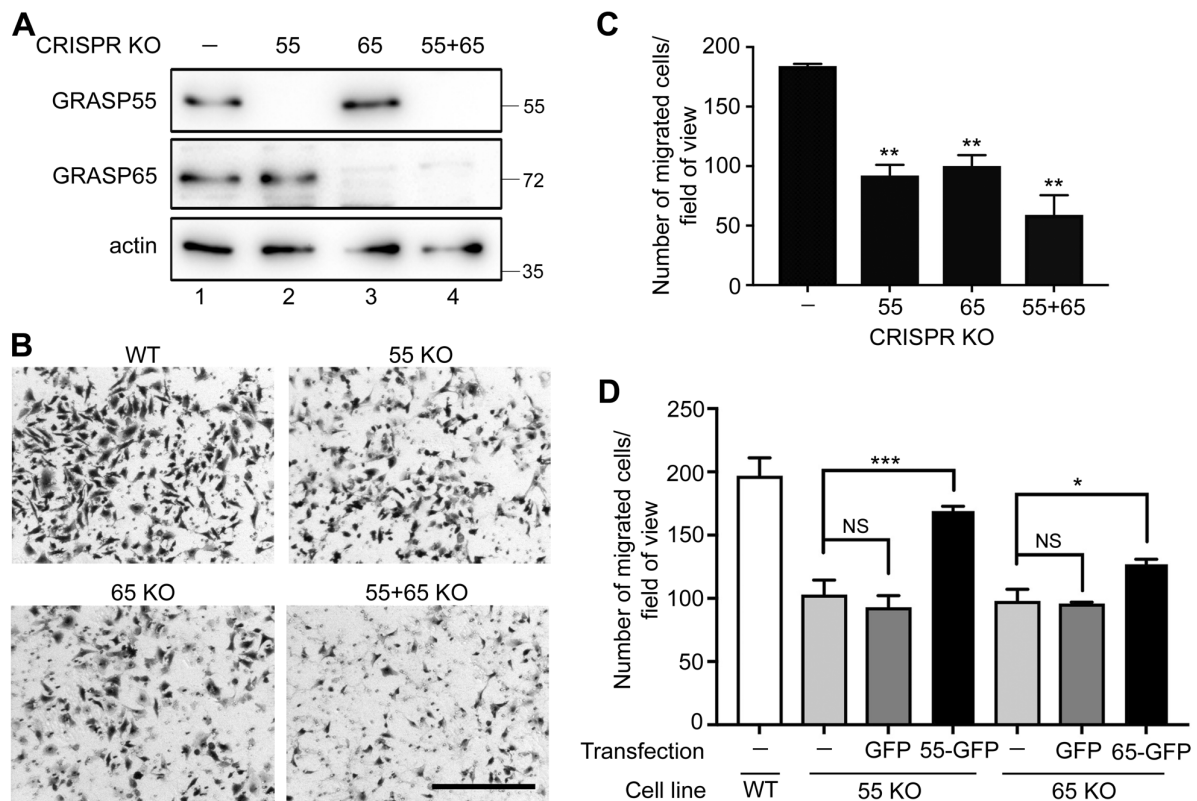 A
CRISPR KO – 55 65 55+65
GRASP55
55
GRASP65
72
actin
35
1 2 3 4
B
WT 55 KO
65 KO 55+65 KO
C
Number of migrated cells/
field of view
200
150
100
50
0
** ** **
– 55 65 55+65
CRISPR KO
D
Number of migrated cells/
field of view
250
200
150
100
50
0
*** *
NS NS
Transfection – – GFP 55-GFP – GFP 65-GFP
Cell line WT 55 KO 65 KO